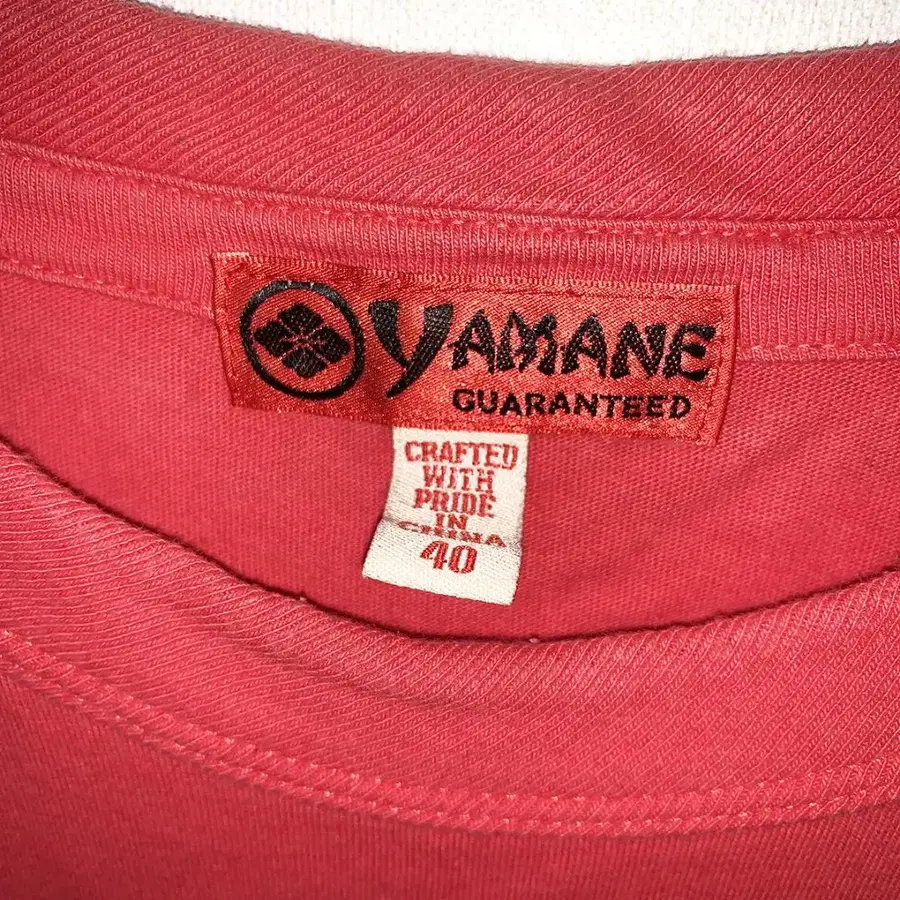 YAMANE
GUARANTEED
CRAFTED
WITH
PRIDE
IN
CHINA
40